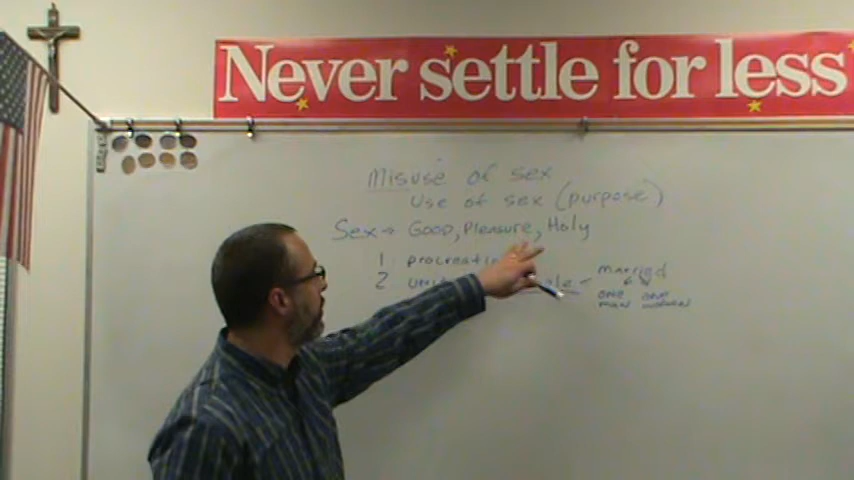 Never settle for less
Misuse of sex
Use of sex (purpose)
Sex → Good, Pleasure, Holy
1. procreati
2 married
one one
man woman